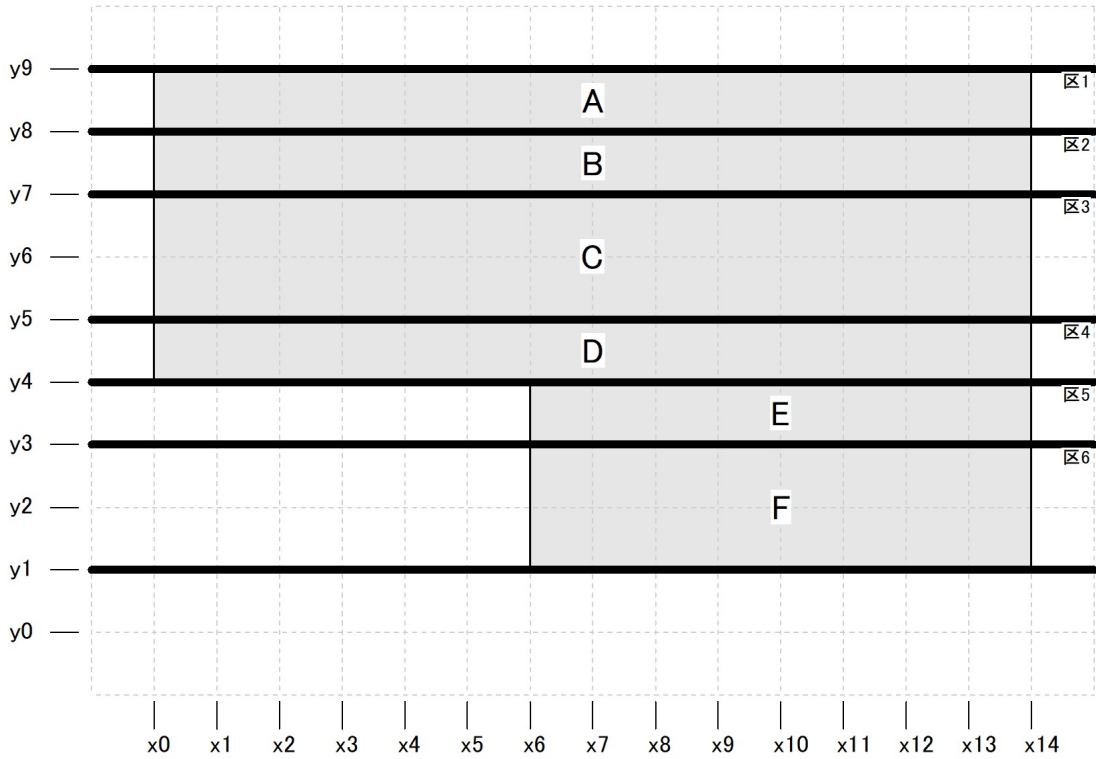 y9
区1
A
y8
区2
B
y7
区3
y6
C
y5
区4
D
y4
区5
E
y3
区6
y2
F
y1
y0
x0 x1 x2 x3 x4 x5 x6 x7 x8 x9 x10 x11 x12 x13 x14